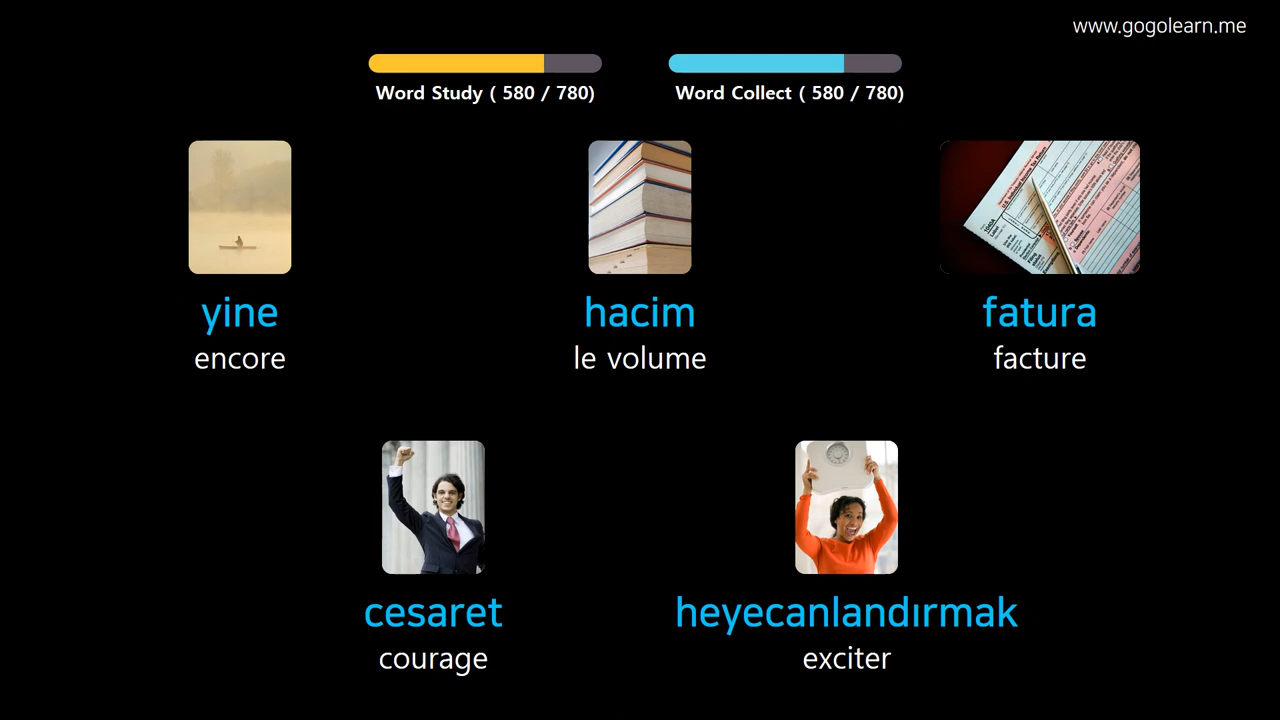 www.gogolearn.me
Word Study ( 580 / 780)
Word Collect ( 580 / 780)
yine
encore
hacim
le volume
fatura
facture
cesaret
courage
heyecanlandırmak
exciter